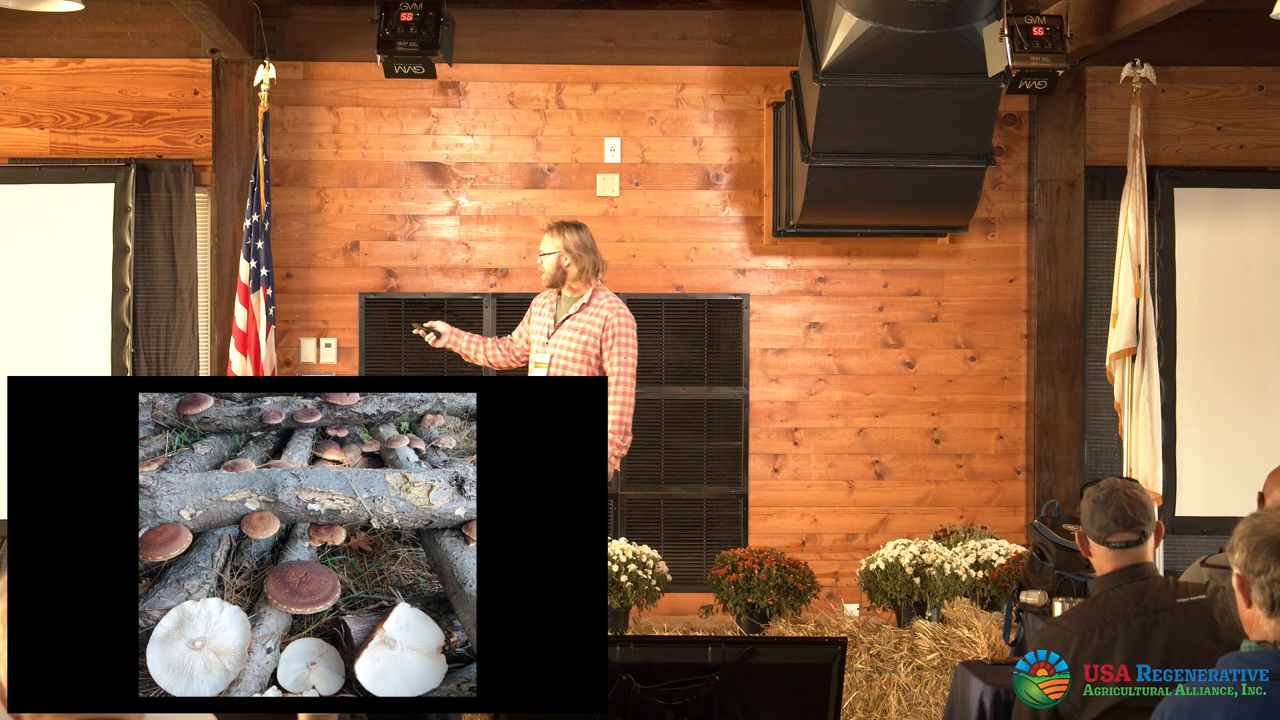 GVM
55
GVM
GVM
55
GVM
USA REGENERATIVE
AGRICULTURAL ALLIANCE, INC.